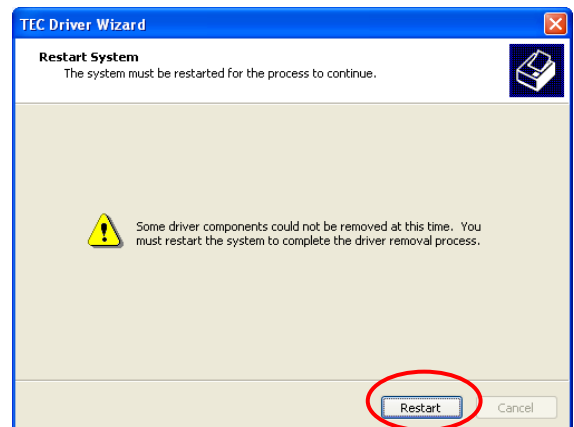 TEC Driver Wizard
Restart System
The system must be restarted for the process to continue.
Some driver components could not be removed at this time. You
must restart the system to complete the driver removal process.
Restart
Cancel